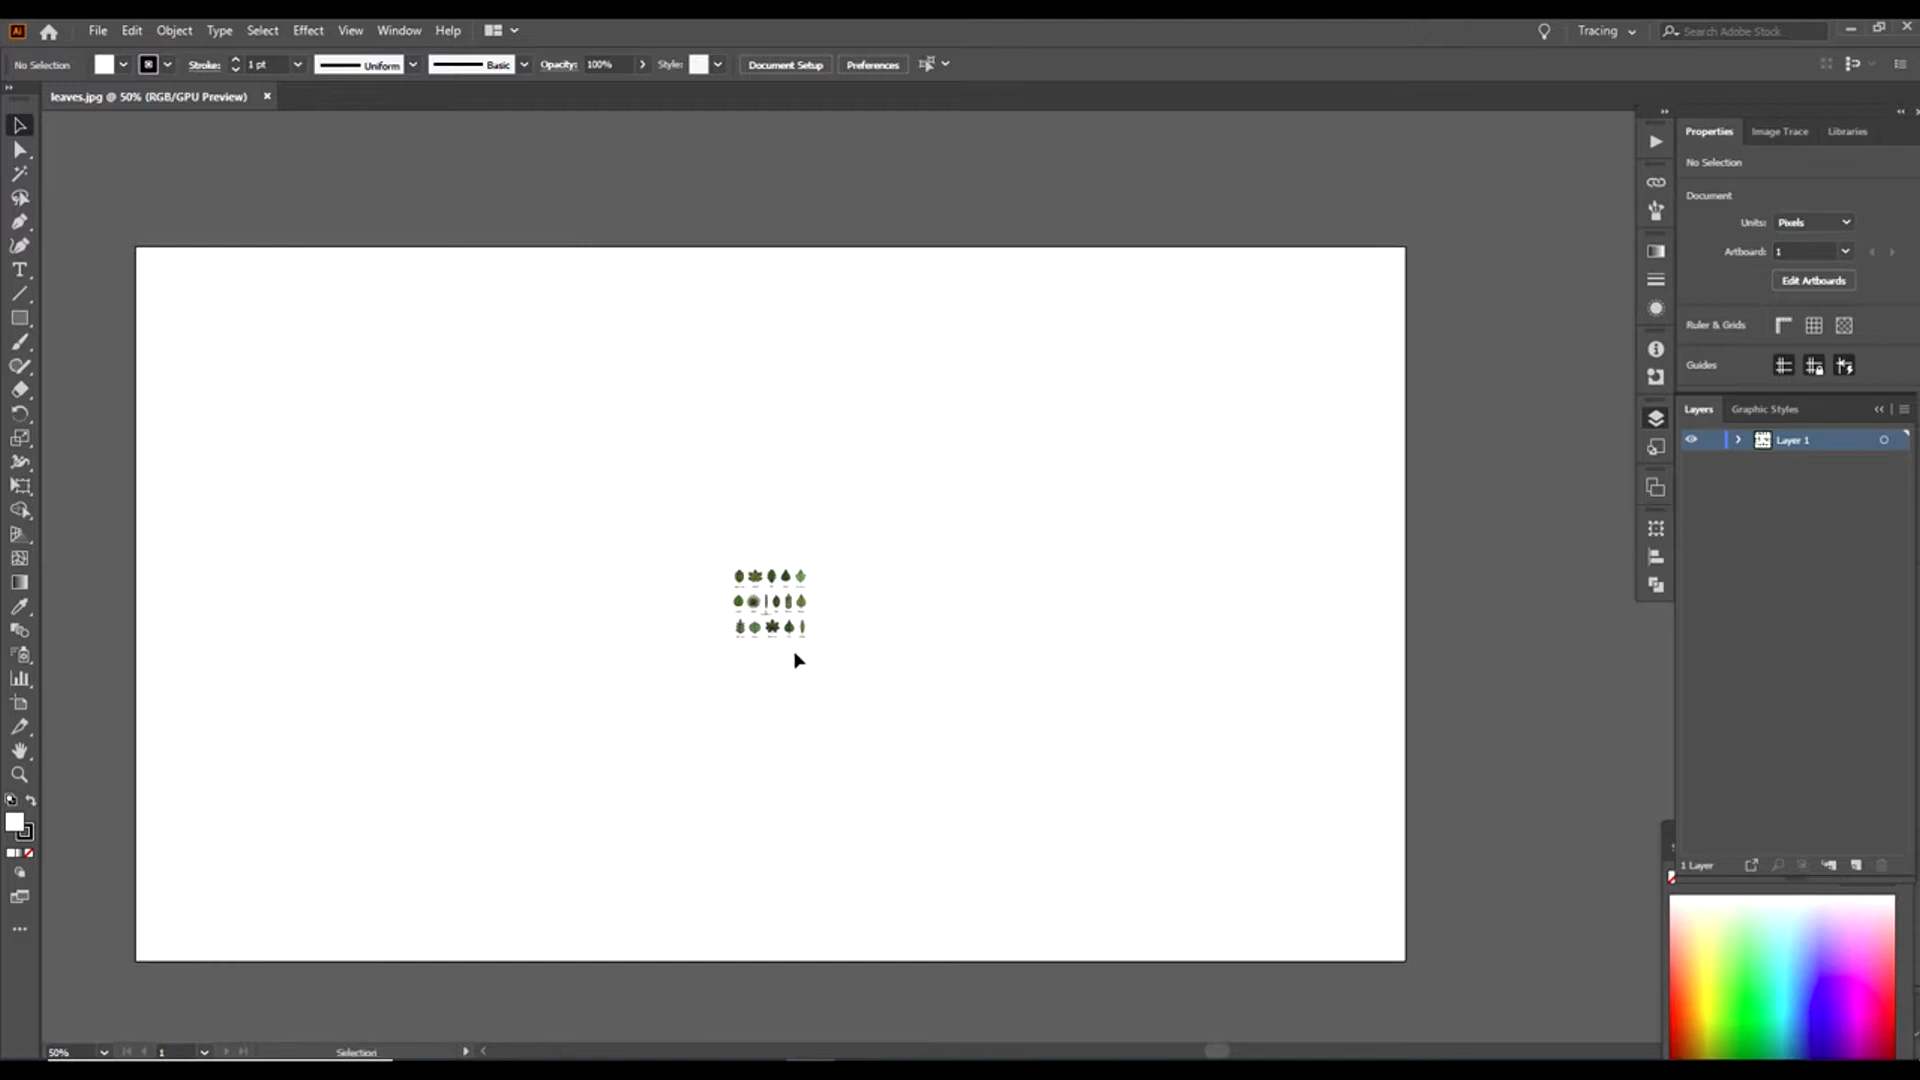 Ai File Edit Object Type Select Effect View Window Help Tracing Search Adobe Stock
No Selection Stroke: 1 pt Uniform Basic Opacity: 100% Style: Document Setup Preferences
leaves.jpg @ 50% (RGB/GPU Preview)
Properties Image Trace Libraries
No Selection
Document
Units: Pixels
Artboard: 1
Edit Artboards
Ruler & Grids
Guides
Layers Graphic Styles
Layer 1
1 Layer
50% 1 Selection